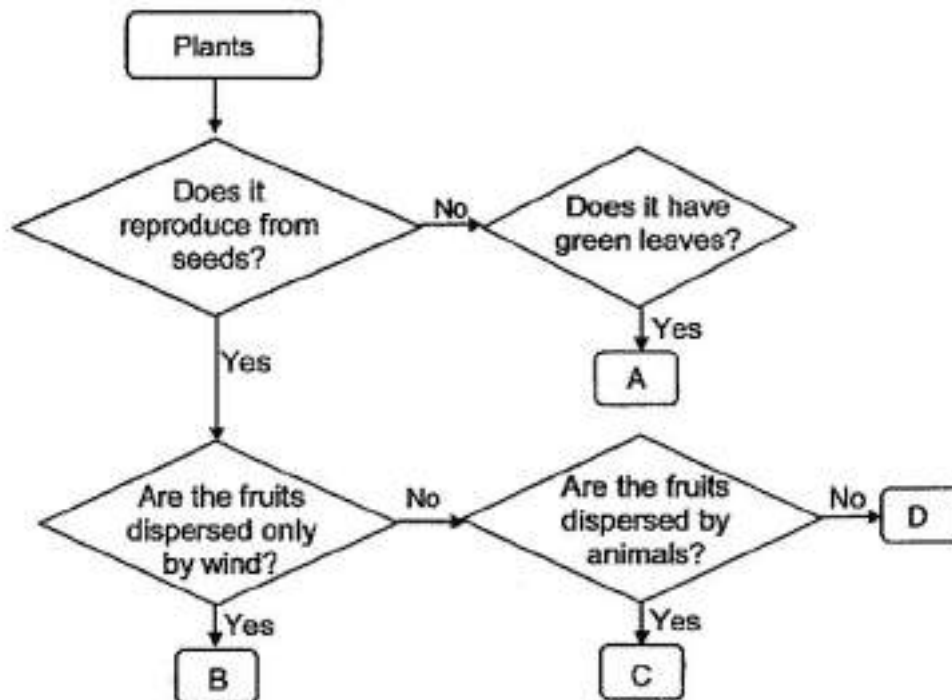 Plants
Does it
reproduce from
seeds?
No
Does it have
green leaves?
Yes
A
Yes
Are the fruits
dispersed only
by wind?
No
Are the fruits
dispersed by
animals?
No
D
Yes
B
Yes
C